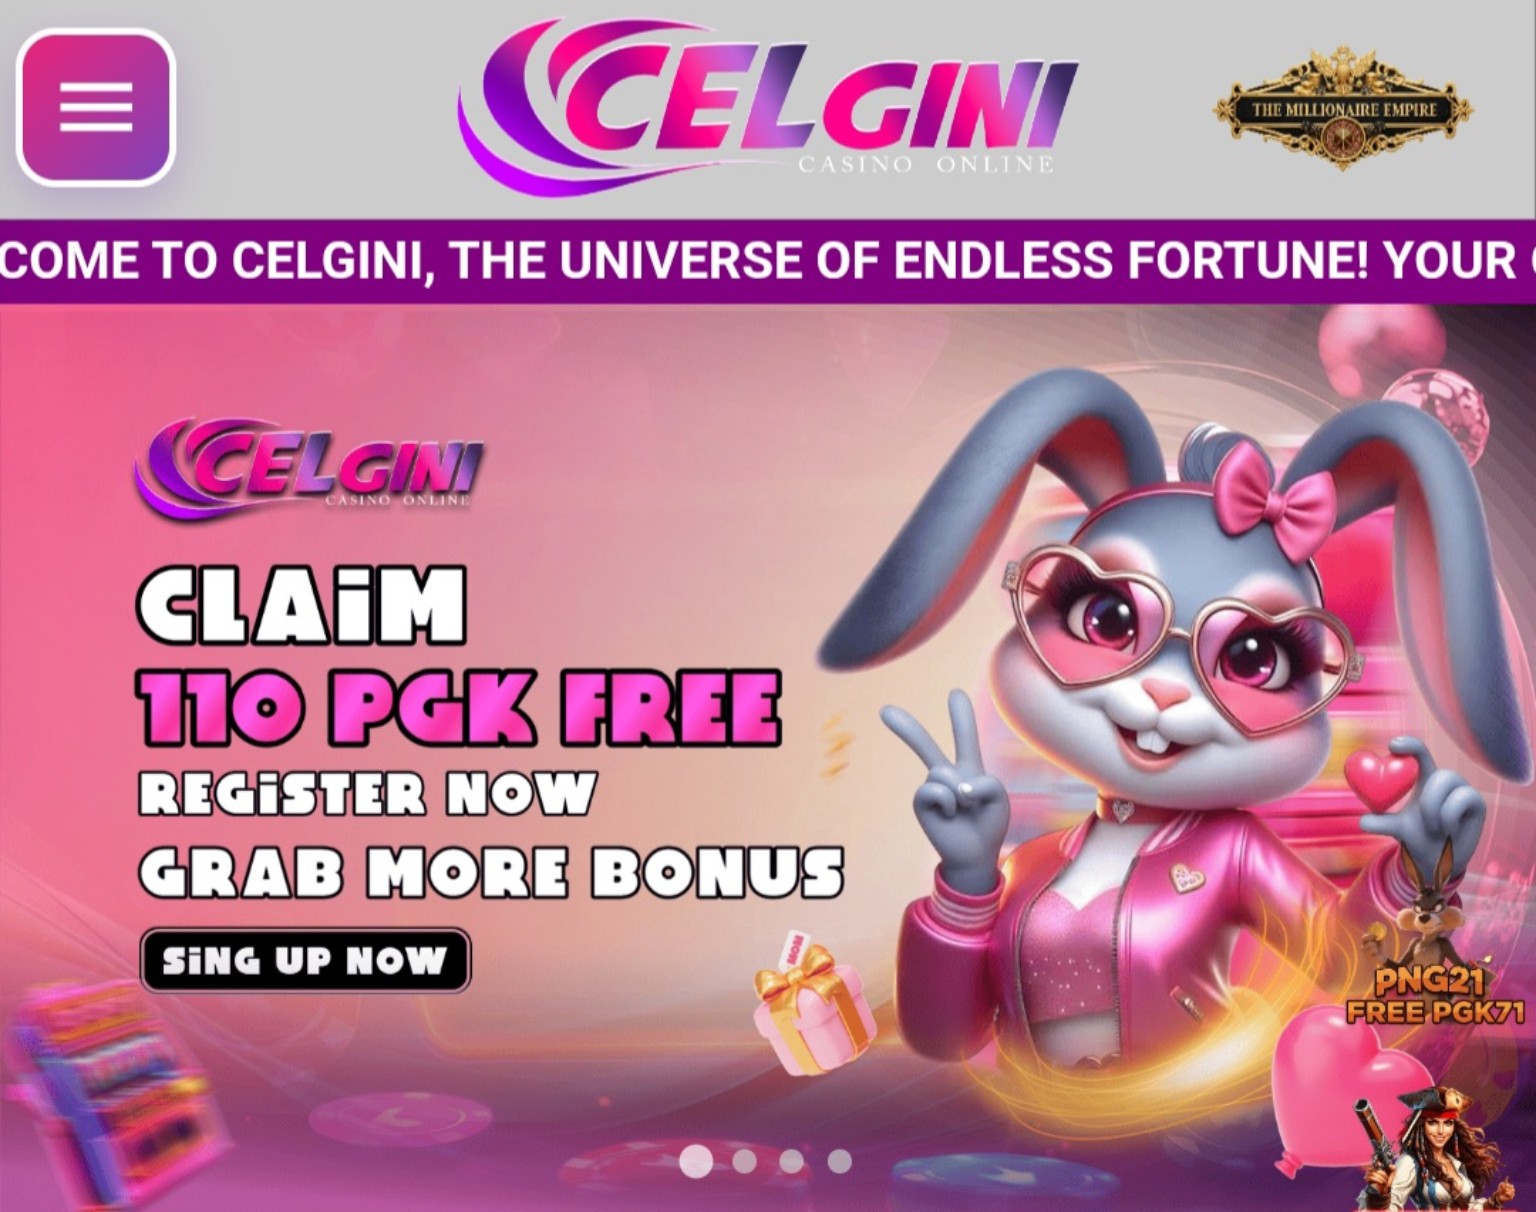 CELGINI
CASINO ONLINE
THE MILLIONAIRE EMPIRE
COME TO CELGINI, THE UNIVERSE OF ENDLESS FORTUNE! YOUR
CELGINI
CASINO ONLINE
CLAiM
110 PGK FREE
REGiSTER NOW
GRAB MORE BONUS
SiNG UP NOW
MOM
PNG21
FREE PGK71